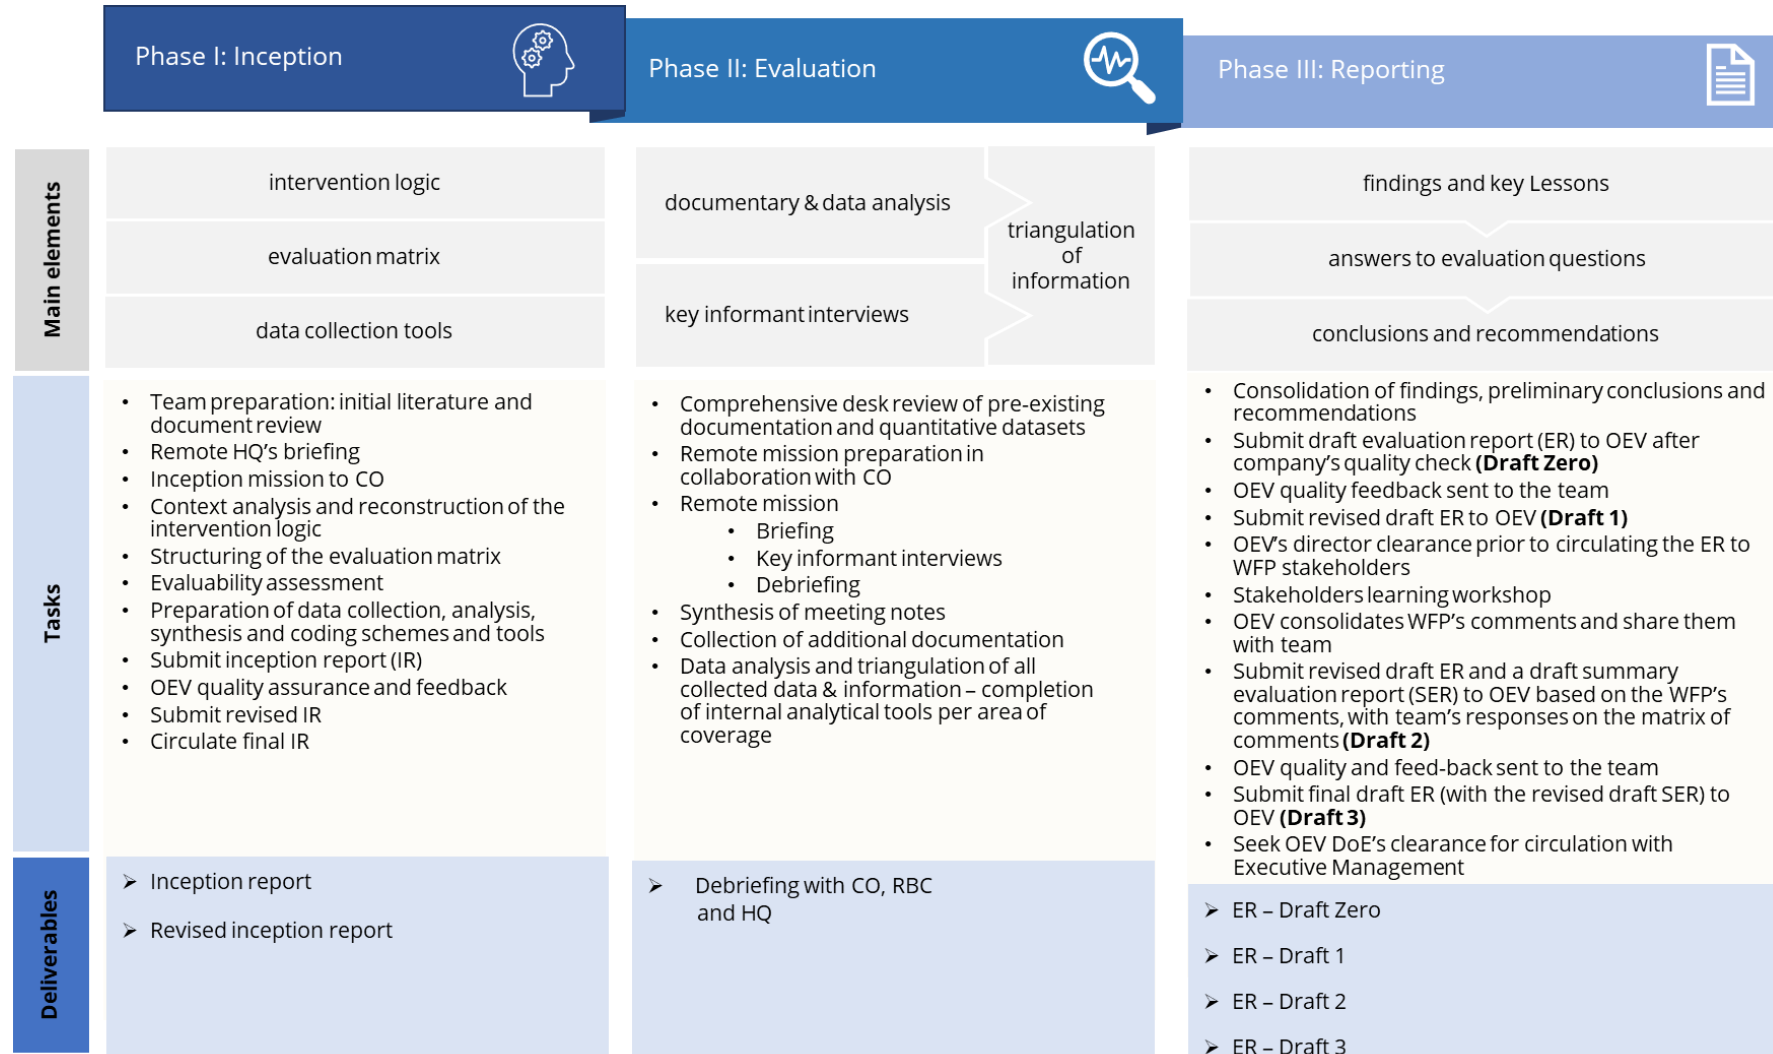 Phase I: Inception
Phase II: Evaluation
Phase III: Reporting
Main elements
intervention logic
evaluation matrix
data collection tools
documentary & data analysis
key informant interviews
triangulation
of
information
findings and key Lessons
answers to evaluation questions
conclusions and recommendations
Tasks
• Team preparation: initial literature and
document review
• Remote HQ's briefing
• Inception mission to CO
• Context analysis and reconstruction of the
intervention logic
• Structuring of the evaluation matrix
• Evaluability assessment
• Preparation of data collection, analysis,
synthesis and coding schemes and tools
• Submit inception report (IR)
• OEV quality assurance and feedback
• Submit revised IR
• Circulate final IR
• Comprehensive desk review of pre-existing
documentation and quantitative datasets
• Remote mission preparation in
collaboration with CO
• Remote mission
• Briefing
• Key informant interviews
• Debriefing
• Synthesis of meeting notes
• Collection of additional documentation
• Data analysis and triangulation of all
collected data & information – completion
of internal analytical tools per area of
coverage
• Consolidation of findings, preliminary conclusions and
recommendations
• Submit draft evaluation report (ER) to OEV after
company's quality check (Draft Zero)
• OEV quality feedback sent to the team
• Submit revised draft ER to OEV (Draft 1)
• OEV's director clearance prior to circulating the ER to
WFP stakeholders
• Stakeholders learning workshop
• OEV consolidates WFP's comments and share them
with team
• Submit revised draft ER and a draft summary
evaluation report (SER) to OEV based on the WFP's
comments, with team's responses on the matrix of
comments (Draft 2)
• OEV quality and feed-back sent to the team
• Submit final draft ER (with the revised draft SER) to
OEV (Draft 3)
• Seek OEV DoE's clearance for circulation with
Executive Management
Deliverables
➢ Inception report
➢ Revised inception report
➢ Debriefing with CO, RBC
and HQ
➢ ER – Draft Zero
➢ ER – Draft 1
➢ ER – Draft 2
➢ ER – Draft 3